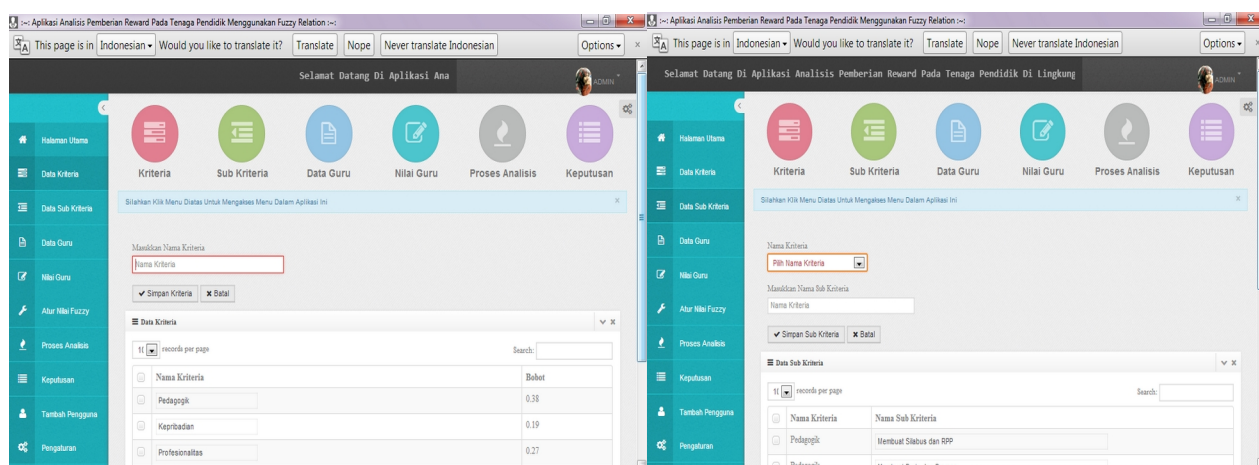 :~: Aplikasi Analisis Pemberian Reward Pada Tenaga Pendidik Menggunakan Fuzzy Relation :~:
This page is in Indonesian Would you like to translate it? Translate Nope Never translate Indonesian Options
Selamat Datang Di Aplikasi Ana
ADMIN
Halaman Utama
Data Kriteria
Data Sub Kriteria
Data Guru
Nilai Guru
Atur Nilai Fuzzy
Proses Analisis
Keputusan
Tambah Pengguna
Pengaturan
Kriteria Sub Kriteria Data Guru Nilai Guru Proses Analisis Keputusan
Silahkan Klik Menu Diatas Untuk Mengakses Menu Dalam Aplikasi Ini x
Masukkan Nama Kriteria
Nama Kriteria
Simpan Kriteria x Batal
Data Kriteria
records per page Search:
Nama Kriteria Bobot
Pedagogik 0.38
Kepribadian 0.19
Profesionalitas 0.27
:~: Aplikasi Analisis Pemberian Reward Pada Tenaga Pendidik Menggunakan Fuzzy Relation :~:
This page is in Indonesian Would you like to translate it? Translate Nope Never translate Indonesian Options
Selamat Datang Di Aplikasi Analisis Pemberian Reward Pada Tenaga Pendidik Di Lingkung
ADMIN
Halaman Utama
Data Kriteria
Data Sub Kriteria
Data Guru
Nilai Guru
Atur Nilai Fuzzy
Proses Analisis
Keputusan
Tambah Pengguna
Pengaturan
Kriteria Sub Kriteria Data Guru Nilai Guru Proses Analisis Keputusan
Silahkan Klik Menu Diatas Untuk Mengakses Menu Dalam Aplikasi Ini x
Nama Kriteria
Pilih Nama Kriteria
Masukkan Nama Sub Kriteria
Nama Kriteria
Simpan Sub Kriteria x Batal
Data Sub Kriteria
records per page Search:
Nama Kriteria Nama Sub Kriteria
Pedagogik Membuat Silabus dan RPP
Pedagogik